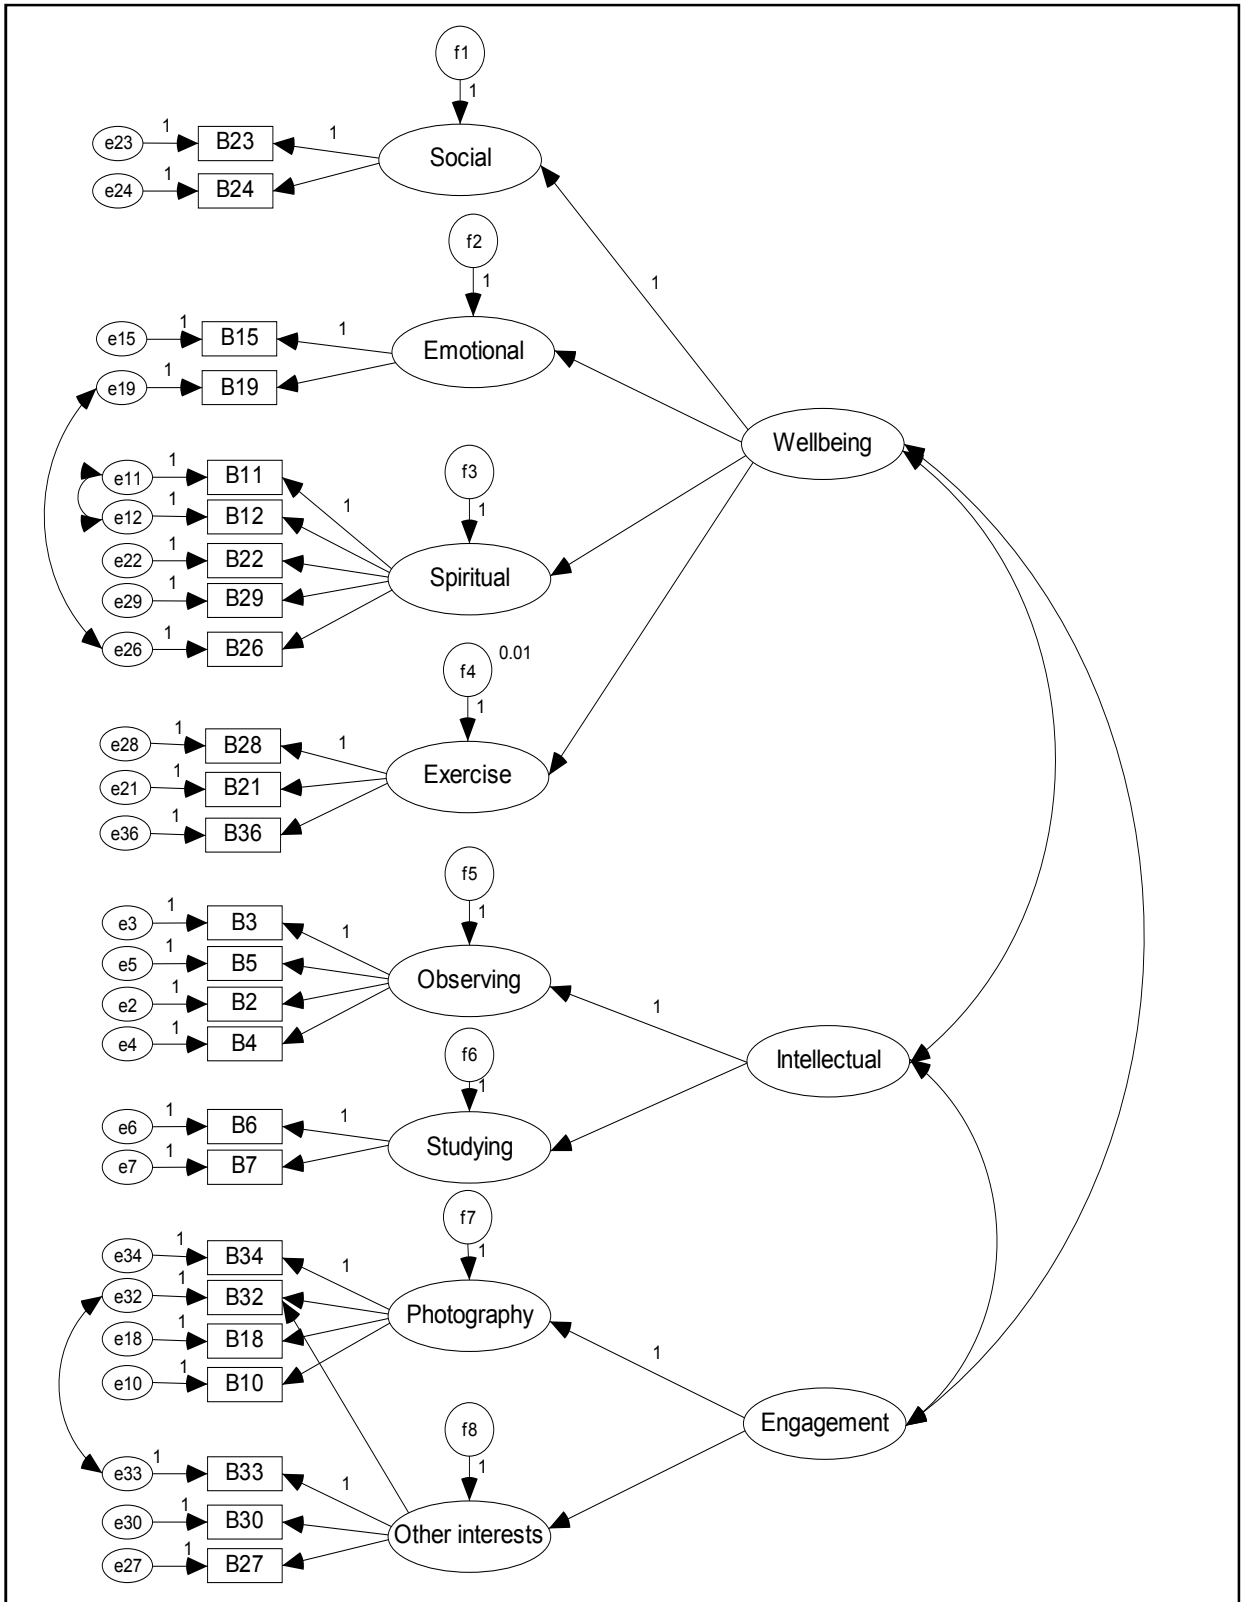 f1
1
e23 1 B23 1
Social
e24 1 B24
f2
1
1
e15 1 B15 1
Emotional
e19 1 B19
Wellbeing
f3
1
e11 1 B11 1
e12 1 B12
e22 1 B22
Spiritual
e29 1 B29
e26 1 B26
f4 0.01
1
e28 1 B28 1
Exercise
e21 1 B21
e36 1 B36
f5
1
e3 1 B3 1
e5 1 B5
Observing
e2 1 B2
1
e4 1 B4
f6
Intellectual
1
e6 1 B6 1
Studying
e7 1 B7
f7
1
e34 1 B34 1
e32 1 B32
Photography
e18 1 B18
1
e10 1 B10
Engagement
f8
1
e33 1 B33 1
e30 1 B30
Other interests
e27 1 B27